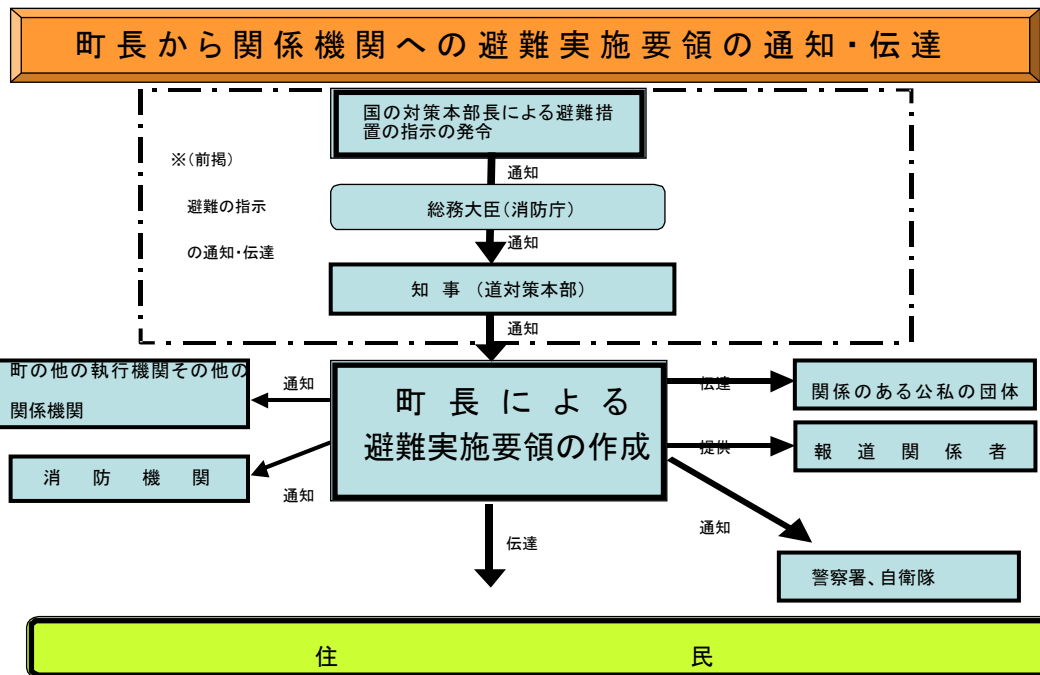 町長から関係機関への避難実施要領の通知・伝達
国の対策本部長による避難措
置の指示の発令
※(前掲)
避難の指示
の通知・伝達
通知
総務大臣(消防庁)
通知
知事(道対策本部)
通知
町の他の執行機関その他の
関係機関
通知
町長による
避難実施要領の作成
伝達
関係のある公私の団体
提供
報道関係者
消防機関
通知
通知
伝達
警察署、自衛隊
住民